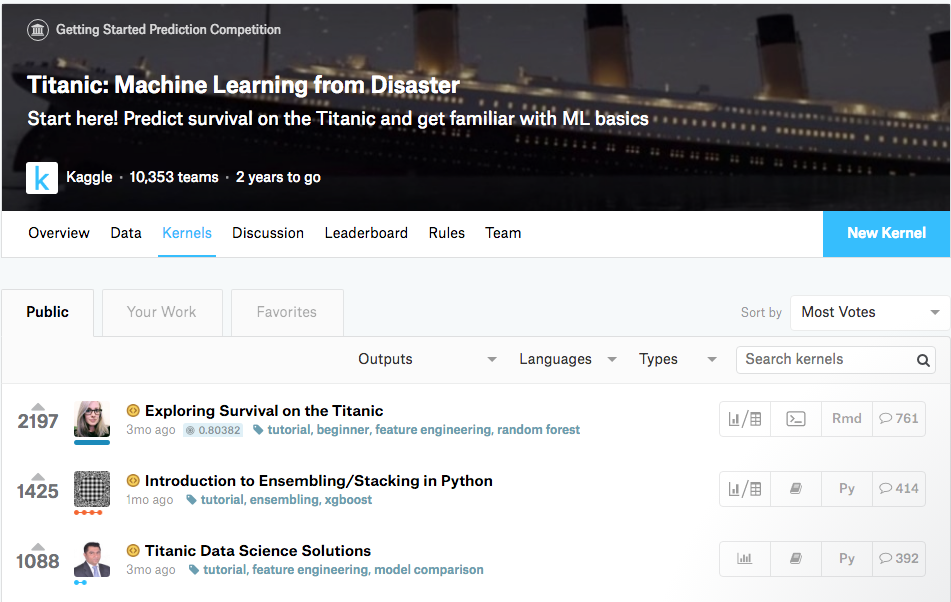 Getting Started Prediction Competition
Titanic: Machine Learning from Disaster
Start here! Predict survival on the Titanic and get familiar with ML basics
k Kaggle · 10,353 teams · 2 years to go
Overview Data Kernels Discussion Leaderboard Rules Team New Kernel
Public Your Work Favorites Sort by Most Votes
Outputs Languages Types Search kernels
2197 Exploring Survival on the Titanic Rmd 761
3mo ago 0.80382 tutorial, beginner, feature engineering, random forest
1425 Introduction to Ensembling/Stacking in Python Py 414
1mo ago tutorial, ensembling, xgboost
1088 Titanic Data Science Solutions Py 392
3mo ago tutorial, feature engineering, model comparison